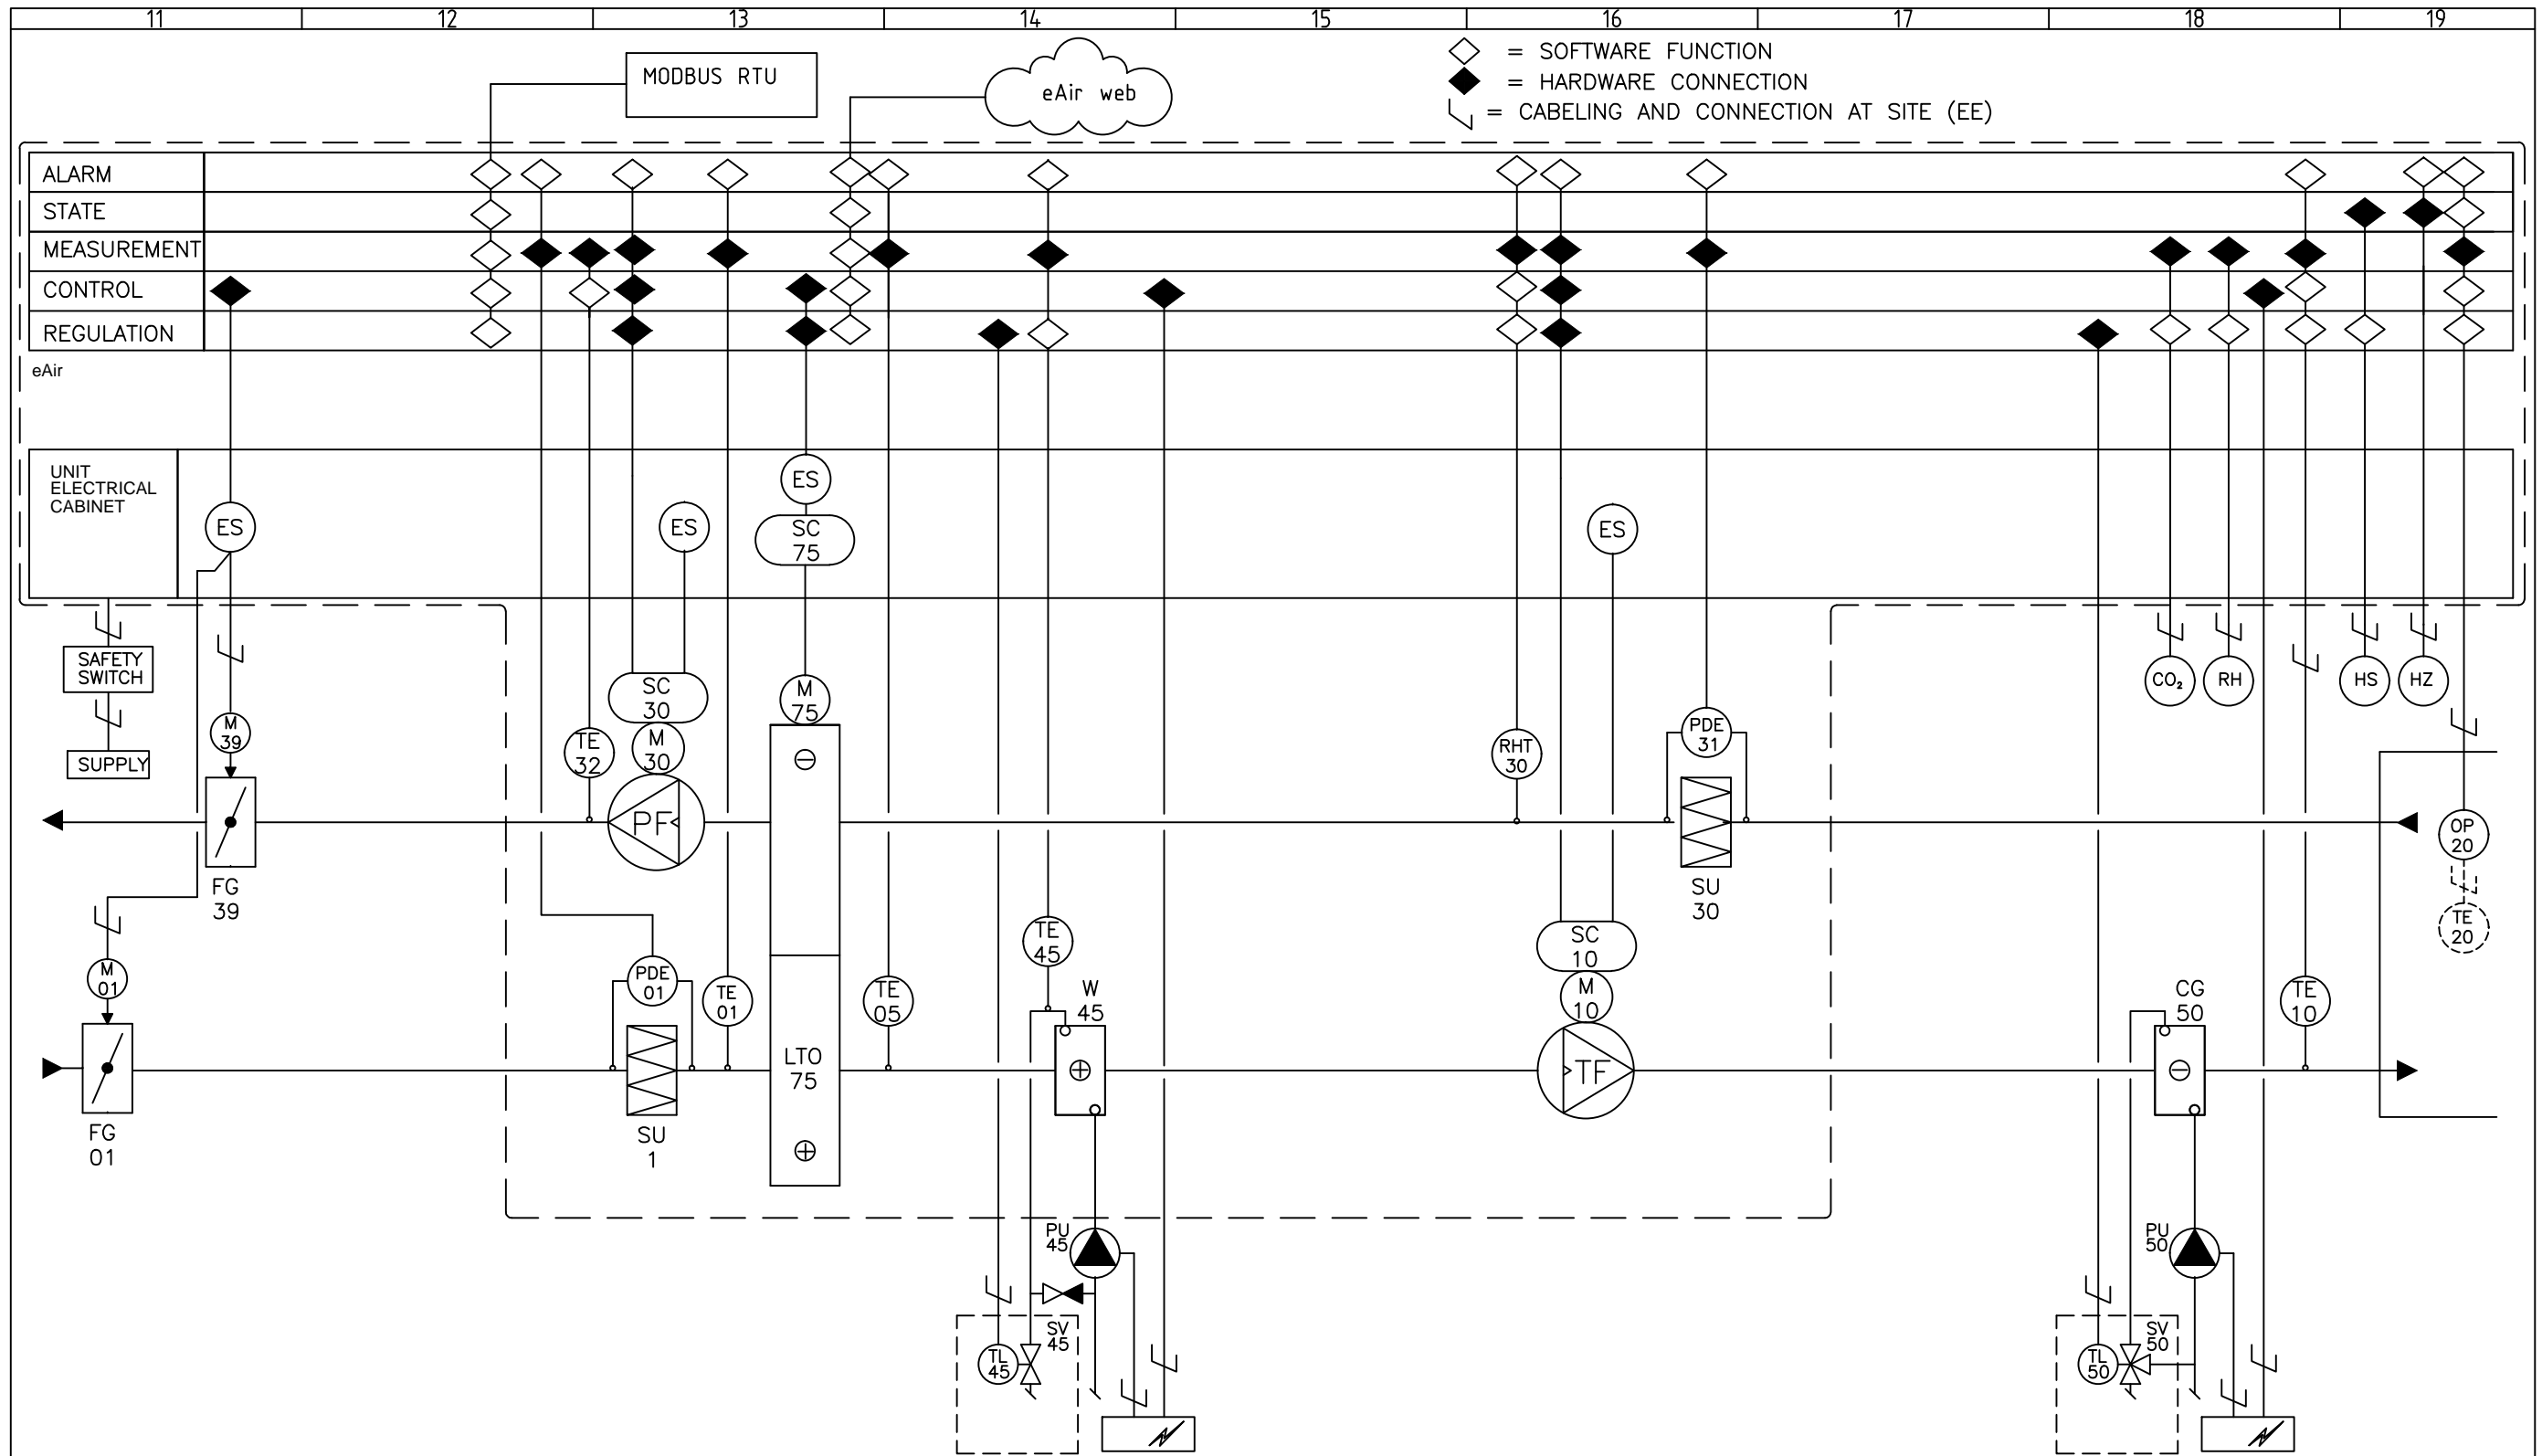 11 12 13 14 15 16 17 18 19
MODBUS RTU
eAir web
= SOFTWARE FUNCTION
= HARDWARE CONNECTION
= CABELING AND CONNECTION AT SITE (EE)
ALARM
STATE
MEASUREMENT
CONTROL
REGULATION
eAir
UNIT
ELECTRICAL
CABINET
ES
ES
ES
SC
75
ES
SAFETY
SWITCH
SUPPLY
M
39
FG
39
M
01
FG
01
TE
32
SC
30
M
30
PF
M
75
LTO
75
PDE
01
SU
1
TE
01
TE
05
TE
45
W
45
RHT
30
PDE
31
SU
30
SC
10
M
10
TF
CO₂
RH
HS
HZ
OP
20
TE
20
CG
50
TE
10
PU
45
SV
45
TL
45
PU
50
SV
50
TL
50